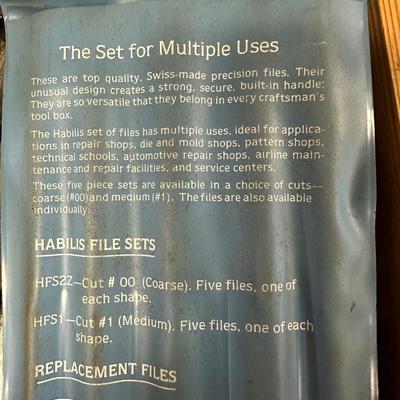 The Set for Multiple Uses
These are top quality, Swiss-made precision files. Their
unusual design creates a strong, secure, built-in handle.
They are so versatile that they belong in every craftsman's
tool box.
The Habilis set of files has multiple uses, ideal for applica-
tions in repair shops, die and mold shops, pattern shops,
technical schools, automotive repair shops, airline main-
tenance and repair facilities, and service centers.
These five piece sets are available in a choice of cuts—
coarse (#00) and medium (#1). The files are also available
individually.
HABILIS FILE SETS
HFS2Z—Cut # 00 (Coarse). Five files, one of
each shape.
HFS1—Cut #1 (Medium). Five files, one of each
shape.
REPLACEMENT FILES